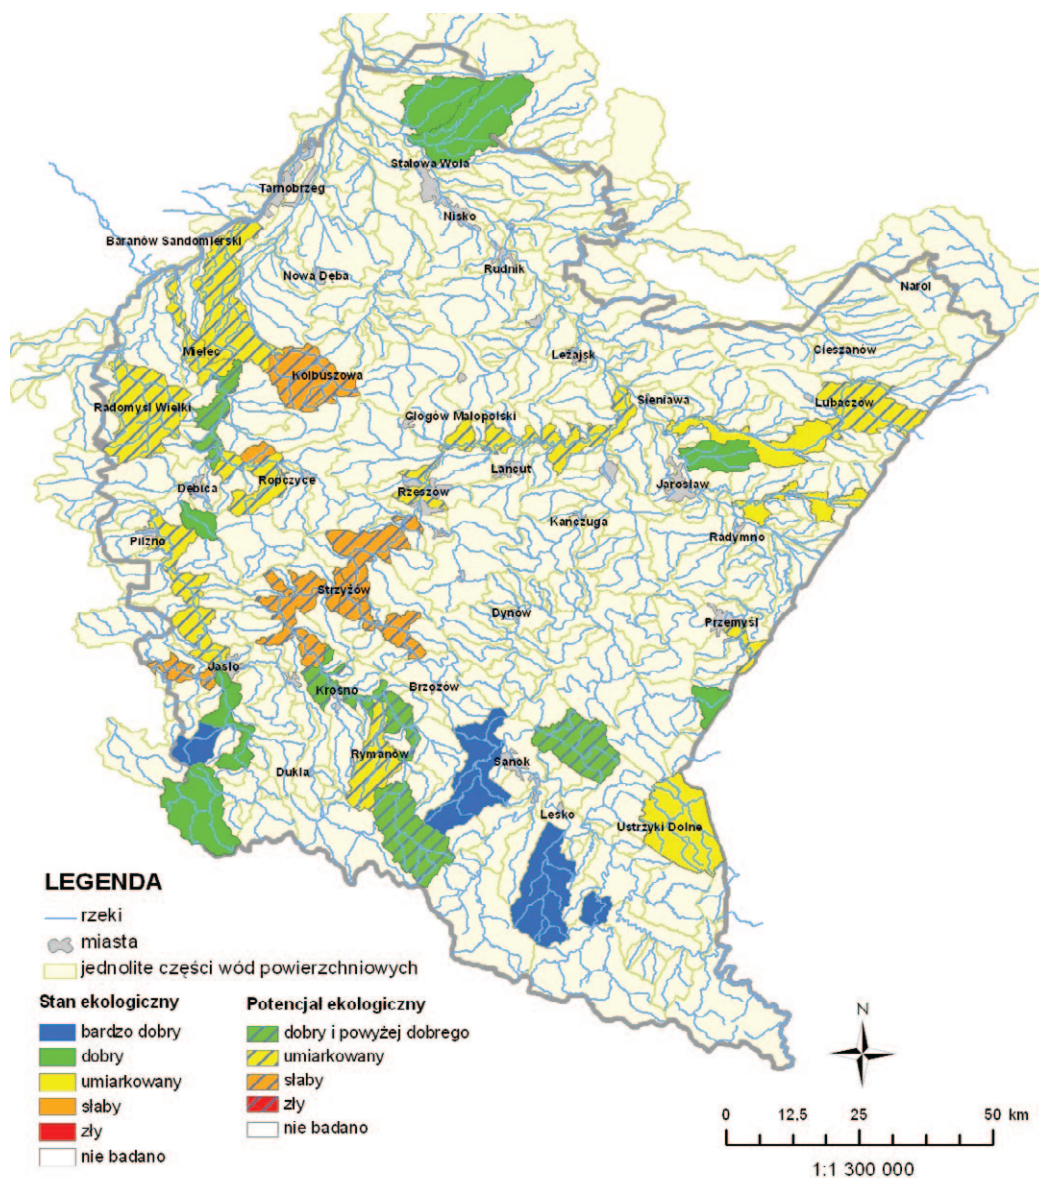 Stalowa Wola
Tarnobrzeg
Nisko
Baranów Sandomierski
Nowa Dęba
Rudnik
Narol
Mielec
Leżajsk
Cieszanów
Kolbuszowa
Radomyśl Wielki
Głogów Małopolski
Sieniawa
Lubaczów
Dębica
Ropczyce
Rzeszów
Łańcut
Jarosław
Pilzno
Kańczuga
Radymno
Strzyżów
Dynów
Przemyśl
Jasło
Krosno
Brzozów
Rymanów
Sanok
Dukla
Lesko
Ustrzyki Dolne
LEGENDA
rzeki
miasta
jednolite części wód powierzchniowych
Stan ekologiczny
bardzo dobry
dobry
umiarkowany
słaby
zły
nie badano
Potencjał ekologiczny
dobry i powyżej dobrego
umiarkowany
słaby
zły
nie badano
N
0 12.5 25 50 km
1:1 300 000